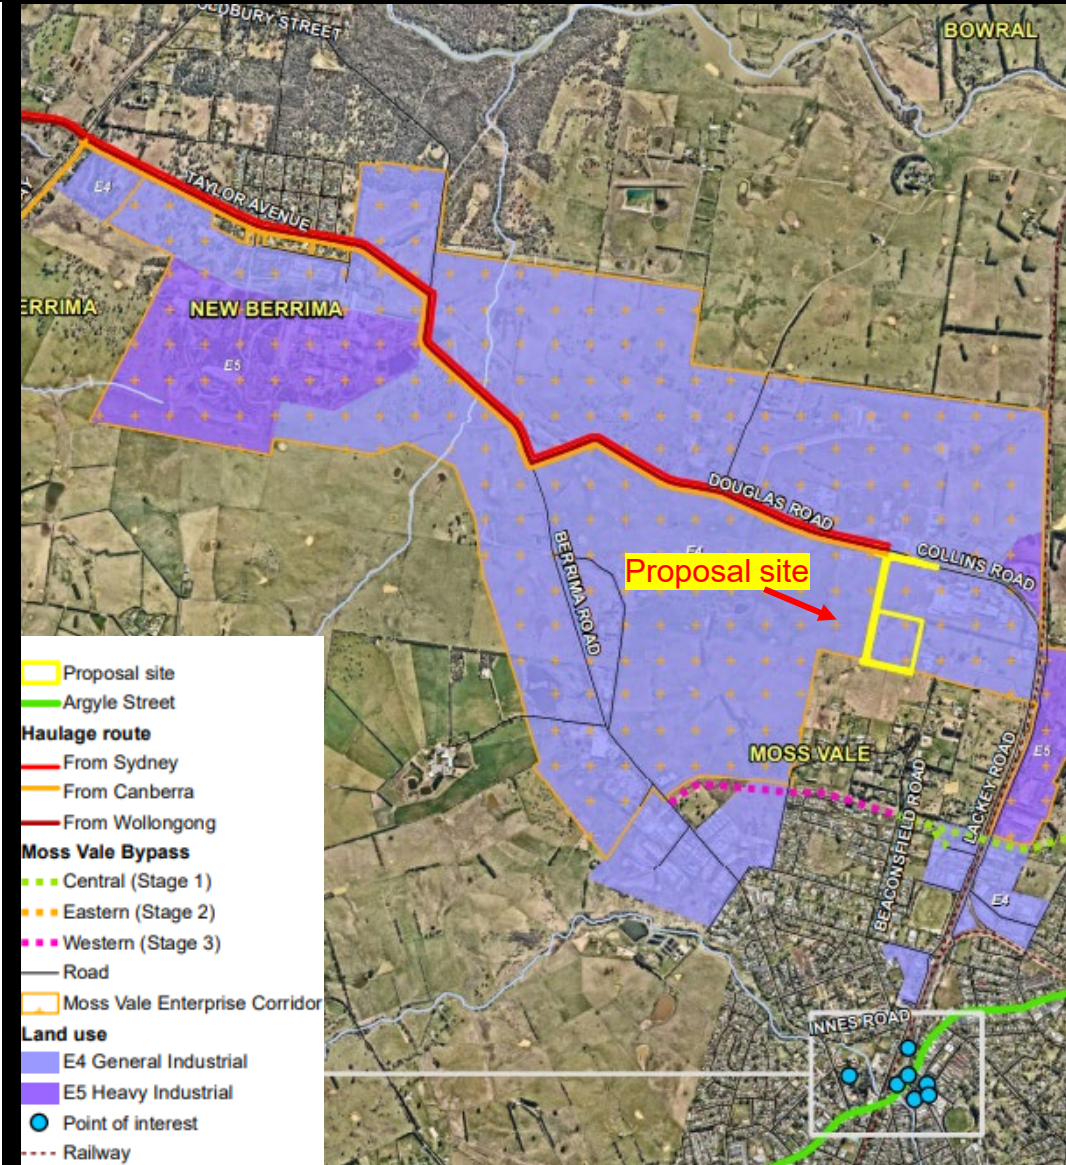 OLDBURY STREET
BOWRAL
E4
TAYLOR AVENUE
ERRIMA
NEW BERRIMA
E5
DOUGLAS ROAD
COLLINS ROAD
E4
Proposal site
BERRIMA ROAD
MOSS VALE
E5
LACKEY ROAD
BEACONSFIELD ROAD
E4
INNES ROAD
Proposal site
Argyle Street
Haulage route
From Sydney
From Canberra
From Wollongong
Moss Vale Bypass
Central (Stage 1)
Eastern (Stage 2)
Western (Stage 3)
Road
Moss Vale Enterprise Corridor
Land use
E4 General Industrial
E5 Heavy Industrial
Point of interest
Railway